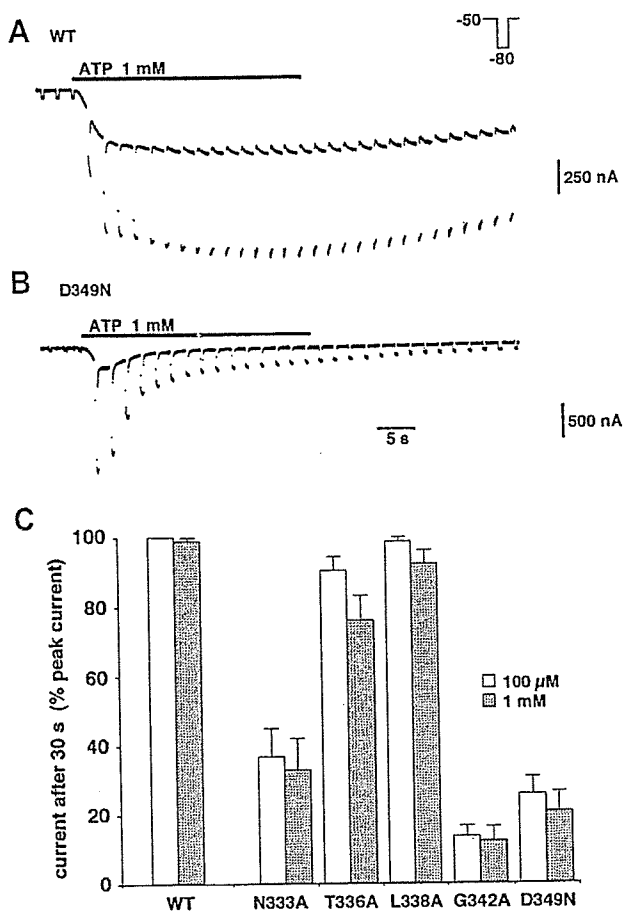 A WT
-50
-80
ATP 1 mM
250 nA
B D349N
ATP 1 mM
500 nA
5 s
C
current after 30 s (% peak current)
100
80
60
40
20
0
100 µM
1 mM
WT N333A T336A L338A G342A D349N